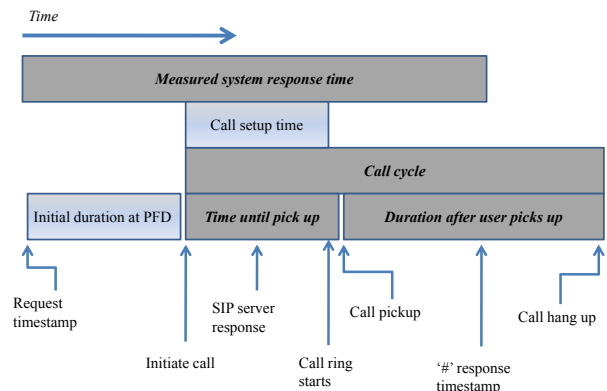 Time
Measured system response time
Call setup time
Call cycle
Initial duration at PFD
Time until pick up
Duration after user picks up
Request
timestamp
Initiate call
SIP server
response
Call ring
starts
Call pickup
‘#’ response
timestamp
Call hang up